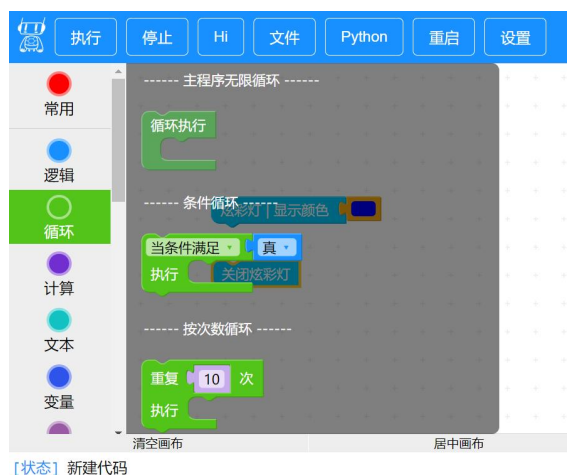 执行 停止 Hi 文件 Python 重启 设置
常用
逻辑
循环
计算
文本
变量
------ 主程序无限循环 ------
循环执行
------ 条件循环 ------
炫彩灯 | 显示颜色
当条件满足 真
执行
关闭炫彩灯
------ 按次数循环 ------
重复 10 次
执行
清空画布 居中画布
[状态] 新建代码